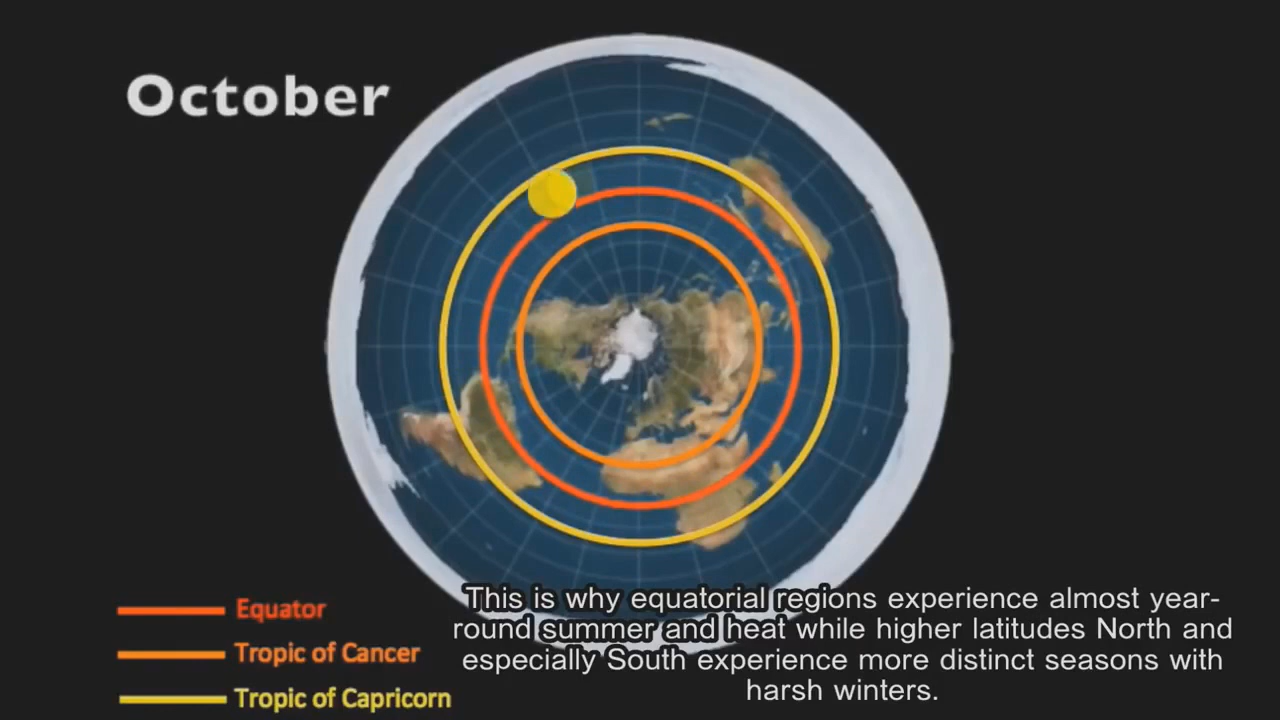 October
Equator
Tropic of Cancer
Tropic of Capricorn
This is why equatorial regions experience almost year-
round summer and heat while higher latitudes North and
especially South experience more distinct seasons with
harsh winters.